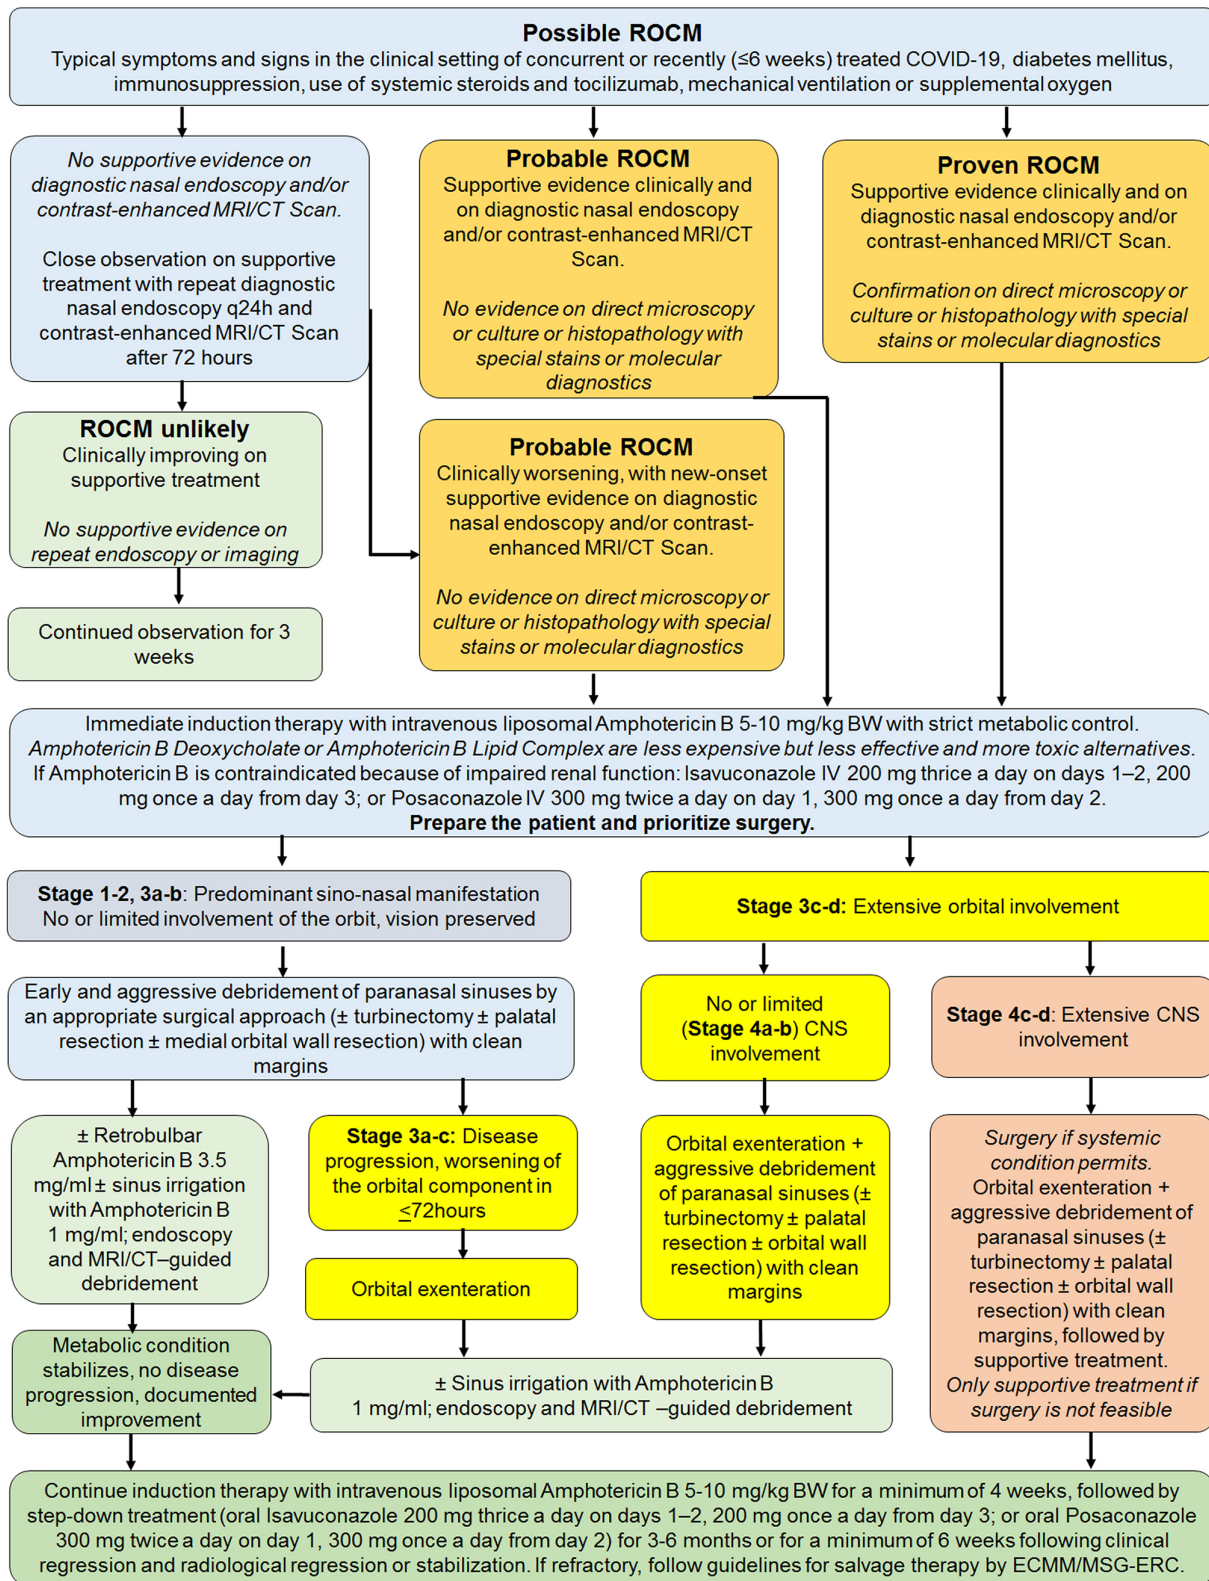 Possible ROCM
Typical symptoms and signs in the clinical setting of concurrent or recently (≤6 weeks) treated COVID-19, diabetes mellitus,
immunosuppression, use of systemic steroids and tocilizumab, mechanical ventilation or supplemental oxygen
No supportive evidence on
diagnostic nasal endoscopy and/or
contrast-enhanced MRI/CT Scan.
Close observation on supportive
treatment with repeat diagnostic
nasal endoscopy q24h and
contrast-enhanced MRI/CT Scan
after 72 hours
Probable ROCM
Supportive evidence clinically and
on diagnostic nasal endoscopy
and/or contrast-enhanced MRI/CT
Scan.
No evidence on direct microscopy
or culture or histopathology with
special stains or molecular
diagnostics
Proven ROCM
Supportive evidence clinically and on
diagnostic nasal endoscopy and/or
contrast-enhanced MRI/CT Scan.
Confirmation on direct microscopy or
culture or histopathology with special
stains or molecular diagnostics
ROCM unlikely
Clinically improving on
supportive treatment
No supportive evidence on
repeat endoscopy or imaging
Probable ROCM
Clinically worsening, with new-onset
supportive evidence on diagnostic
nasal endoscopy and/or contrast-
enhanced MRI/CT Scan.
No evidence on direct microscopy or
culture or histopathology with special
stains or molecular diagnostics
Continued observation for 3
weeks
Immediate induction therapy with intravenous liposomal Amphotericin B 5-10 mg/kg BW with strict metabolic control.
Amphotericin B Deoxycholate or Amphotericin B Lipid Complex are less expensive but less effective and more toxic alternatives.
If Amphotericin B is contraindicated because of impaired renal function: Isavuconazole IV 200 mg thrice a day on days 1–2, 200
mg once a day from day 3; or Posaconazole IV 300 mg twice a day on day 1, 300 mg once a day from day 2.
Prepare the patient and prioritize surgery.
Stage 1-2, 3a-b: Predominant sino-nasal manifestation
No or limited involvement of the orbit, vision preserved
Stage 3c-d: Extensive orbital involvement
Early and aggressive debridement of paranasal sinuses by
an appropriate surgical approach (± turbinectomy ± palatal
resection ± medial orbital wall resection) with clean
margins
No or limited
(Stage 4a-b) CNS
involvement
Stage 4c-d: Extensive CNS
involvement
± Retrobulbar
Amphotericin B 3.5
mg/ml ± sinus irrigation
with Amphotericin B
1 mg/ml; endoscopy
and MRI/CT–guided
debridement
Stage 3a-c: Disease
progression, worsening of
the orbital component in
≤72hours
Orbital exenteration
Orbital exenteration +
aggressive debridement
of paranasal sinuses (±
turbinectomy ± palatal
resection ± orbital wall
resection) with clean
margins
Surgery if systemic
condition permits.
Orbital exenteration +
aggressive debridement of
paranasal sinuses (±
turbinectomy ± palatal
resection ± orbital wall
resection) with clean
margins, followed by
supportive treatment.
Only supportive treatment if
surgery is not feasible
Metabolic condition
stabilizes, no disease
progression, documented
improvement
± Sinus irrigation with Amphotericin B
1 mg/ml; endoscopy and MRI/CT –guided debridement
Continue induction therapy with intravenous liposomal Amphotericin B 5-10 mg/kg BW for a minimum of 4 weeks, followed by
step-down treatment (oral Isavuconazole 200 mg thrice a day on days 1–2, 200 mg once a day from day 3; or oral Posaconazole
300 mg twice a day on day 1, 300 mg once a day from day 2) for 3-6 months or for a minimum of 6 weeks following clinical
regression and radiological regression or stabilization. If refractory, follow guidelines for salvage therapy by ECMM/MSG-ERC.